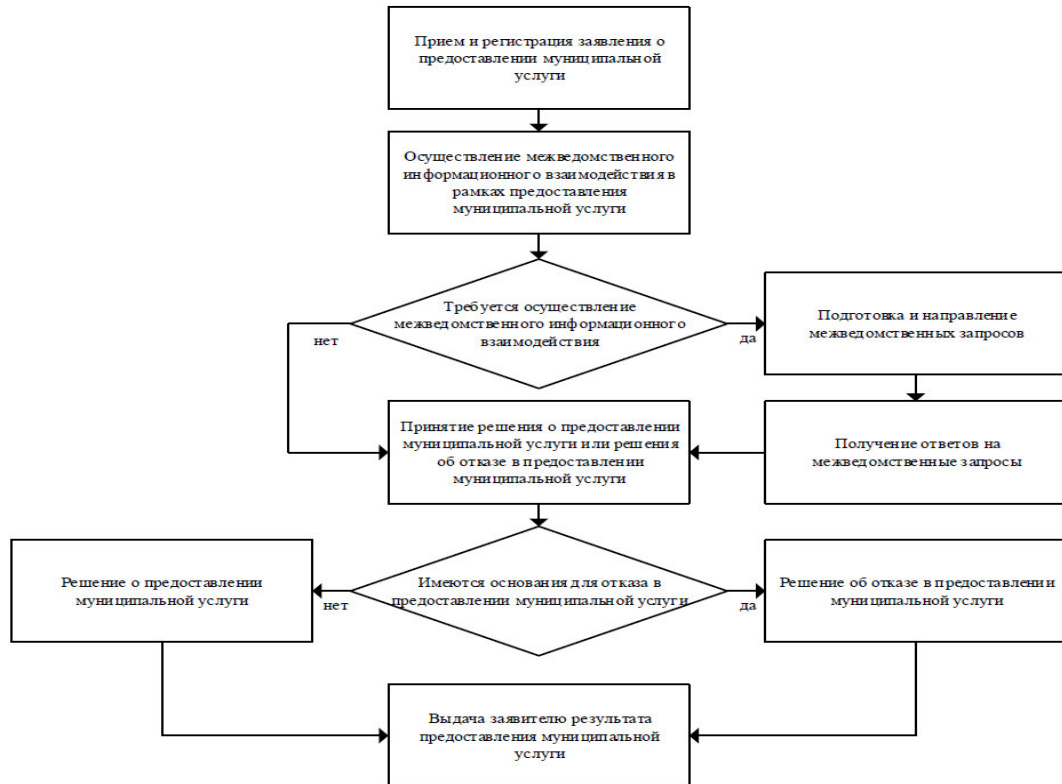 Прием и регистрация заявления о
предоставлении муниципальной
услуги
Осуществление межведомственного
информационного взаимодействия в
рамках предоставления
муниципальной услуги
Требуется осуществление
межведомственного информационного
взаимодействия
нет
да
Подготовка и направление
межведомственных запросов
Принятие решения о предоставлении
муниципальной услуги или решения
об отказе в предоставлении
муниципальной услуги
Получение ответов на
межведомственные запросы
Решение о предоставлении
муниципальной услуги
нет
Имеются основания для отказа в
предоставлении муниципальной услуги
да
Решение об отказе в предоставлении
муниципальной услуги
Выдача заявителю результата
предоставления муниципальной
услуги